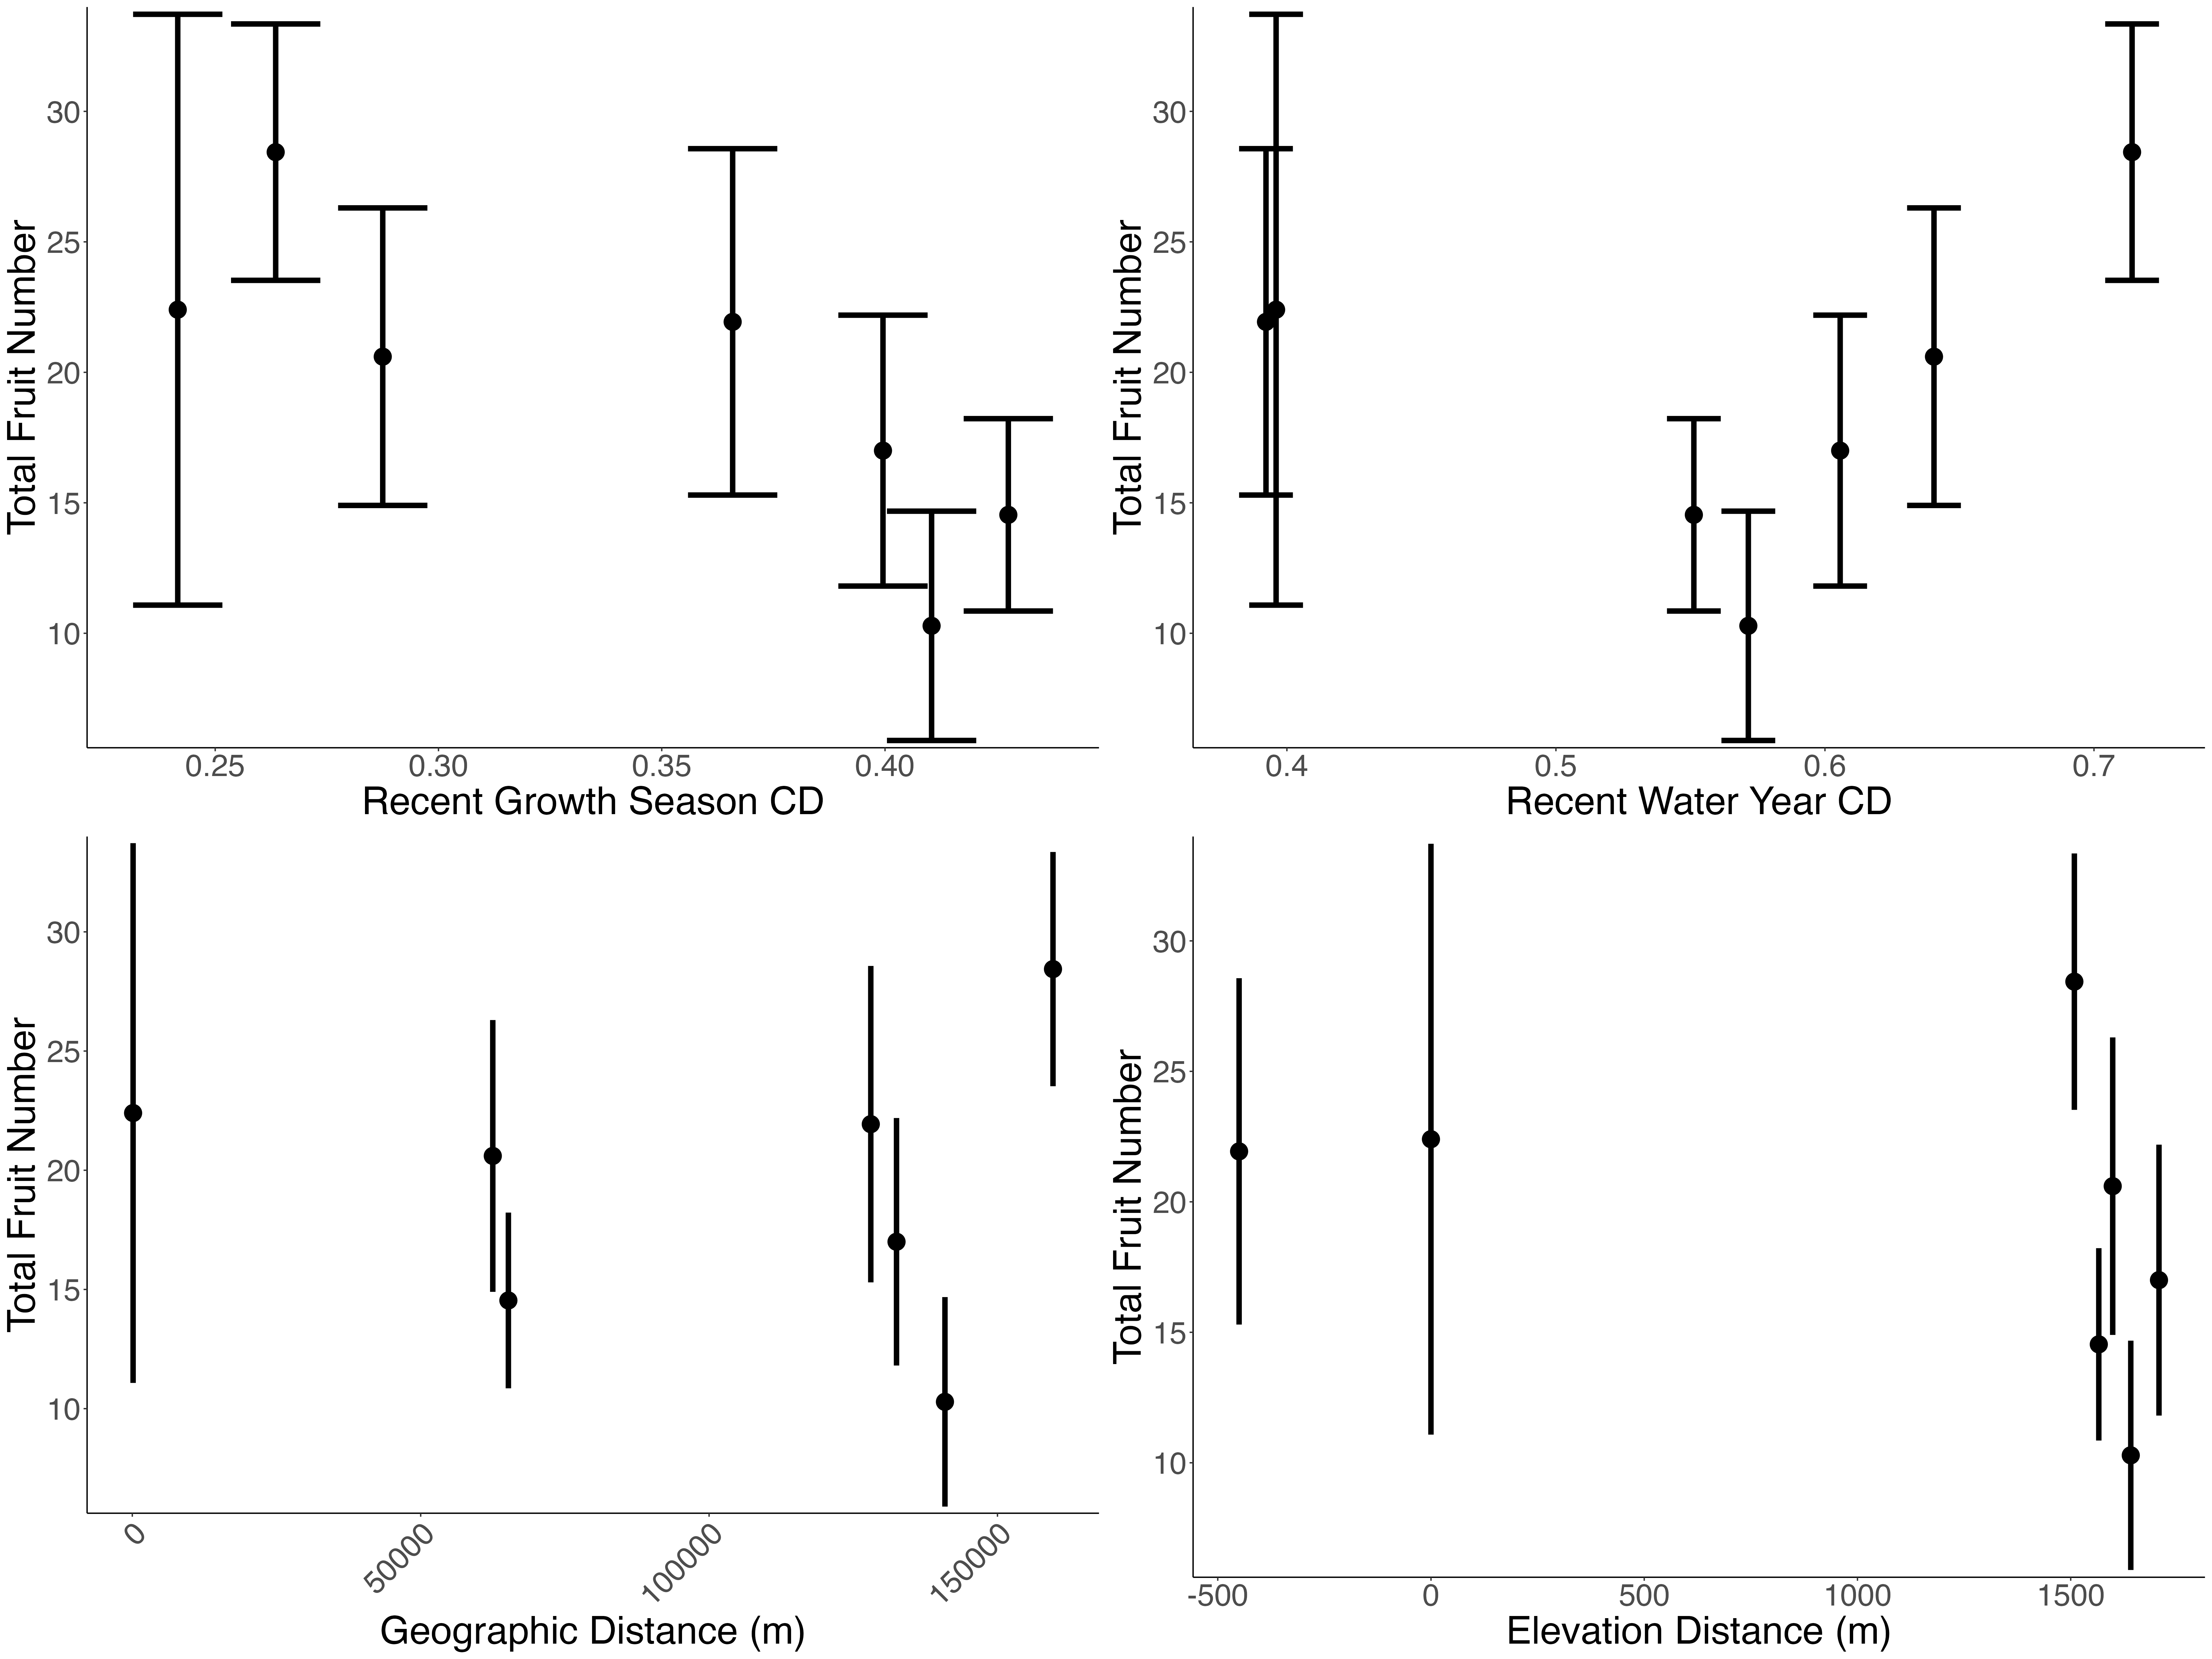 Total Fruit Number
30
25
20
15
10
0.25 0.30 0.35 0.40
Recent Growth Season CD
Total Fruit Number
30
25
20
15
10
0.4 0.5 0.6 0.7
Recent Water Year CD
Total Fruit Number
30
25
20
15
10
0 50000 100000 150000
Geographic Distance (m)
Total Fruit Number
30
25
20
15
10
-500 0 500 1000 1500
Elevation Distance (m)